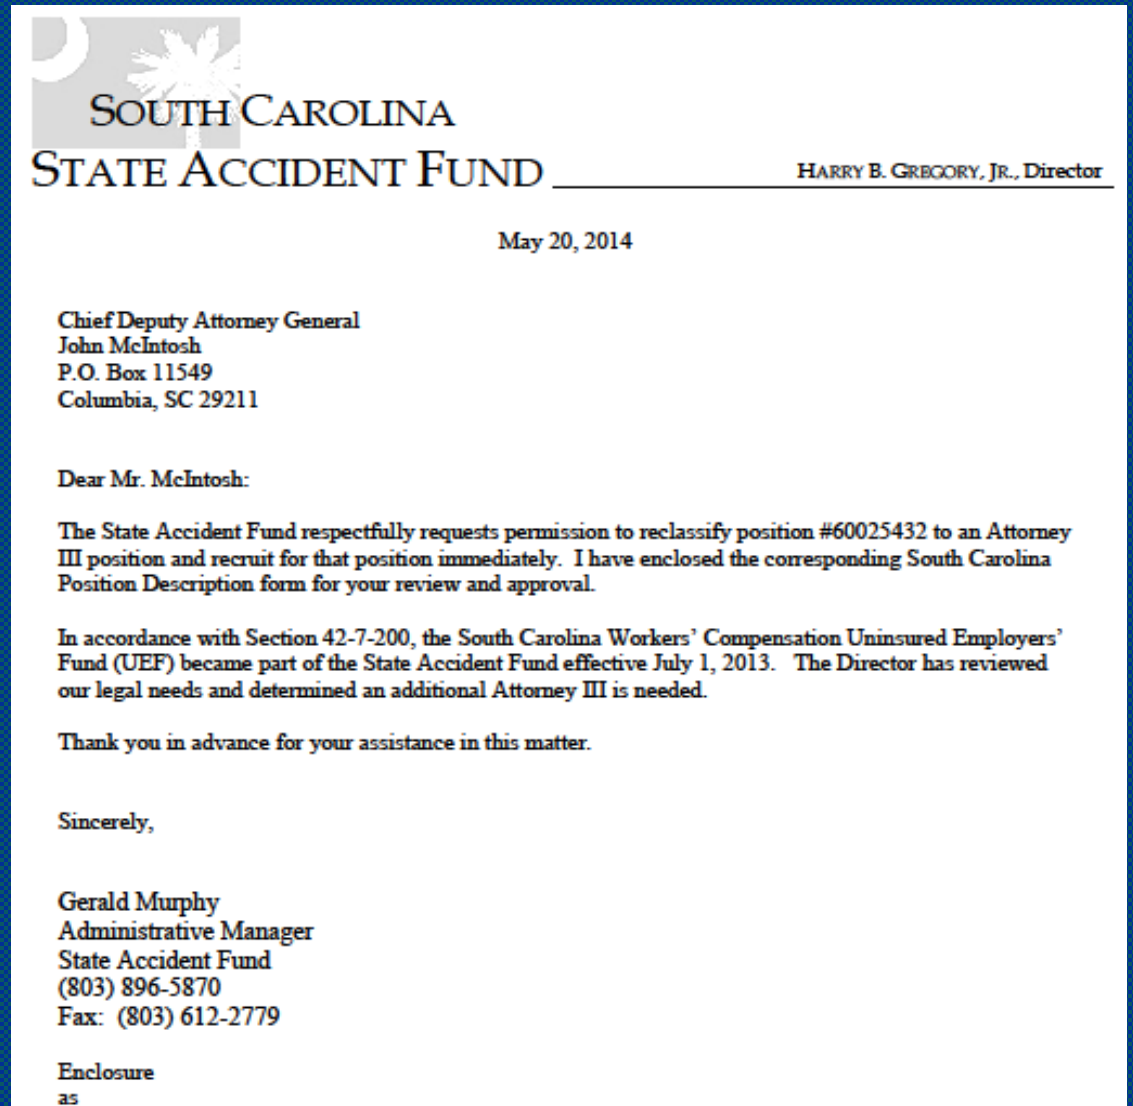 SOUTH CAROLINA
STATE ACCIDENT FUND
HARRY B. GREGORY, JR., Director
May 20, 2014
Chief Deputy Attorney General
John McIntosh
P.O. Box 11549
Columbia, SC 29211
Dear Mr. McIntosh:
The State Accident Fund respectfully requests permission to reclassify position #60025432 to an Attorney
III position and recruit for that position immediately.  I have enclosed the corresponding South Carolina
Position Description form for your review and approval.
In accordance with Section 42-7-200, the South Carolina Workers’ Compensation Uninsured Employers’
Fund (UEF) became part of the State Accident Fund effective July 1, 2013.   The Director has reviewed
our legal needs and determined an additional Attorney III is needed.
Thank you in advance for your assistance in this matter.
Sincerely,
Gerald Murphy
Administrative Manager
State Accident Fund
(803) 896-5870
Fax:  (803) 612-2779
Enclosure
as